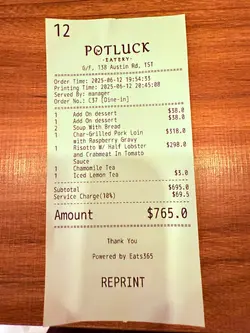 12
POTLUCK
·EATERY·
G/F, 138 Austin Rd, TST
Order Time: 2023-06-12 19:54:33
Printing Time: 2023-06-12 20:45:08
Served By: manager
Order No.: C37 [Dine-in]
1 Add On dessert $38.0
1 Add On dessert $38.0
2 Soup With Bread
1 Char-Grilled Pork Loin $318.0
with Raspberry Gravy
1 Risotto W/ Half Lobster $298.0
and Crabmeat In Tomato
Sauce
1 Chamomile Tea
1 Iced Lemon Tea $3.0
Subtotal $695.0
Service Charge(10%) $69.5
Amount $765.0
Thank You
Powered by Eats365
REPRINT